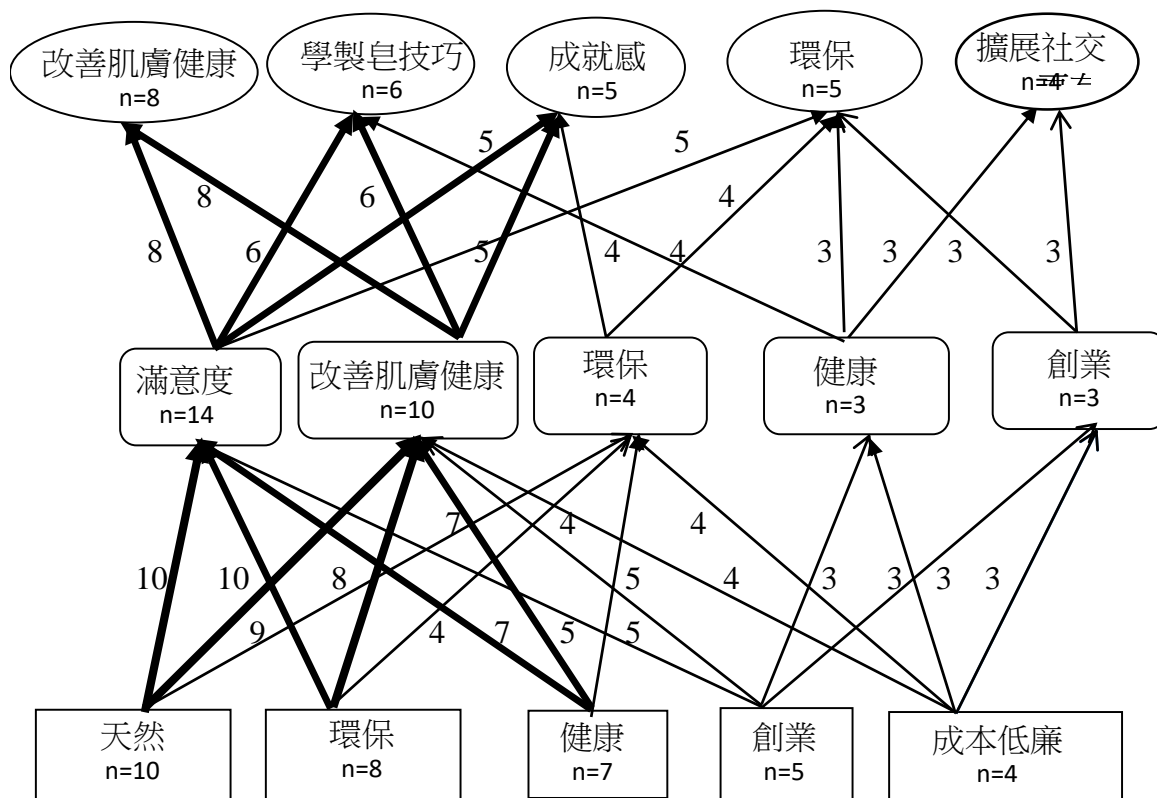 改善肌膚健康
n=8
學製皂技巧
n=6
成就感
n=5
環保
n=5
擴展社交
n=4
5
5
8
6
4
8
6
5
4
4
3
3
3
3
滿意度
n=14
改善肌膚健康
n=10
環保
n=4
健康
n=3
創業
n=3
7
4
4
10
10
8
5
4
3
3
3
3
9
4
7
5
5
天然
n=10
環保
n=8
健康
n=7
創業
n=5
成本低廉
n=4